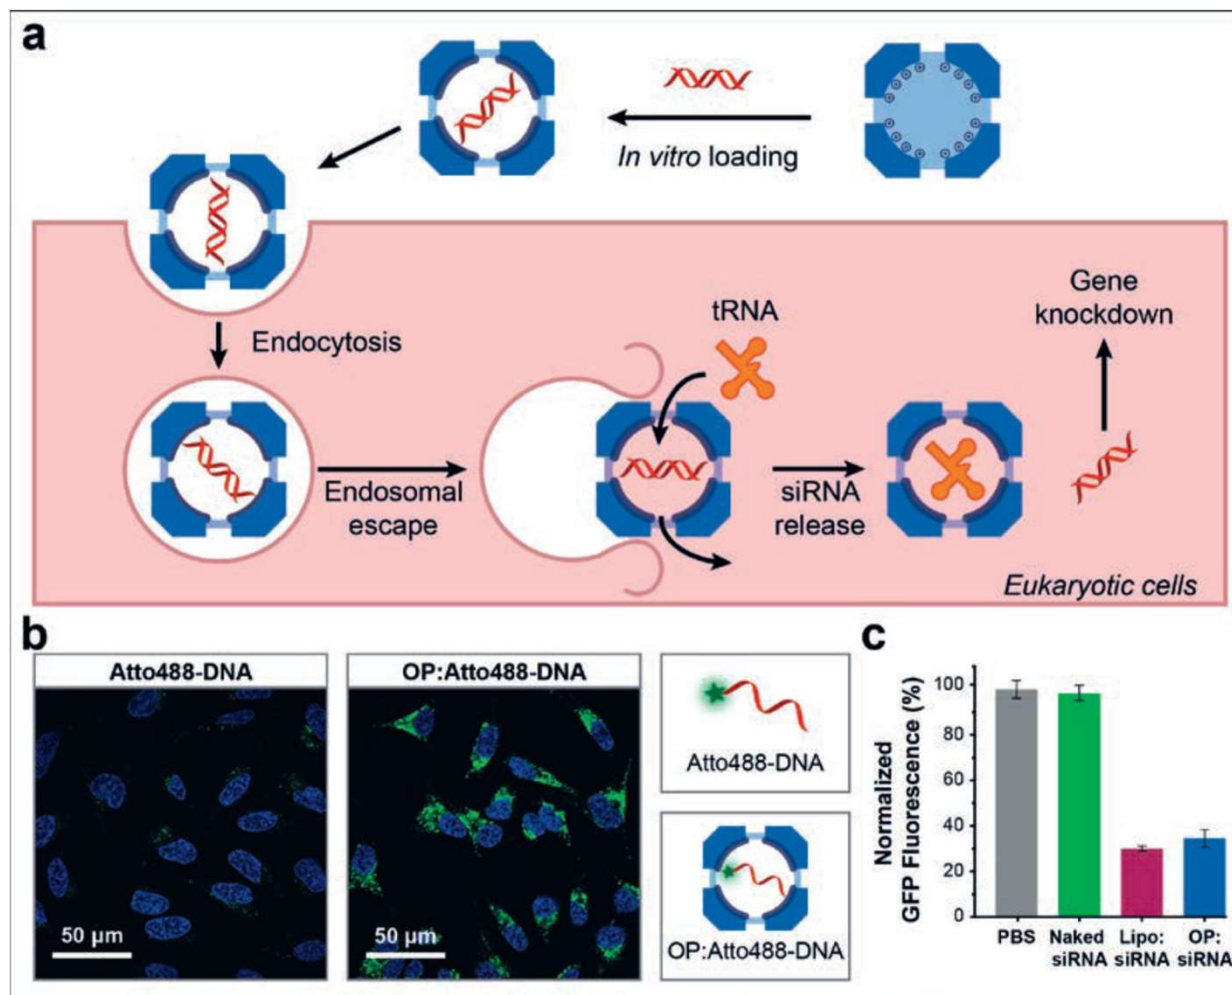 a
In vitro loading
Endocytosis
Endosomal
escape
tRNA
siRNA
release
Gene
knockdown
Eukaryotic cells
b
Atto488-DNA
50 µm
OP:Atto488-DNA
50 µm
Atto488-DNA
OP:Atto488-DNA
c
Normalized
GFP Fluorescence (%)
100
80
60
40
20
0
PBS
Naked
siRNA
Lipo:
siRNA
OP:
siRNA